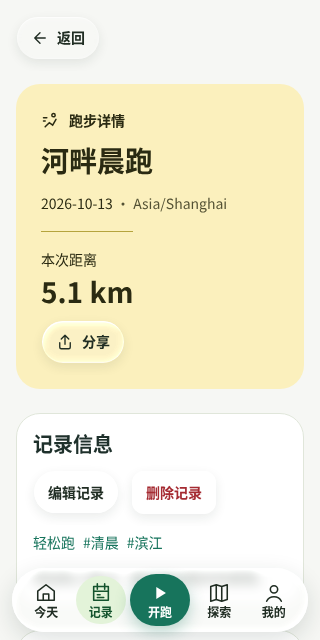 返回
跑步详情
河畔晨跑
2026-10-13 · Asia/Shanghai
本次距离
5.1 km
分享
记录信息
编辑记录 删除记录
轻松跑 #清晨 #滨江
今天 记录 开跑 探索 我的